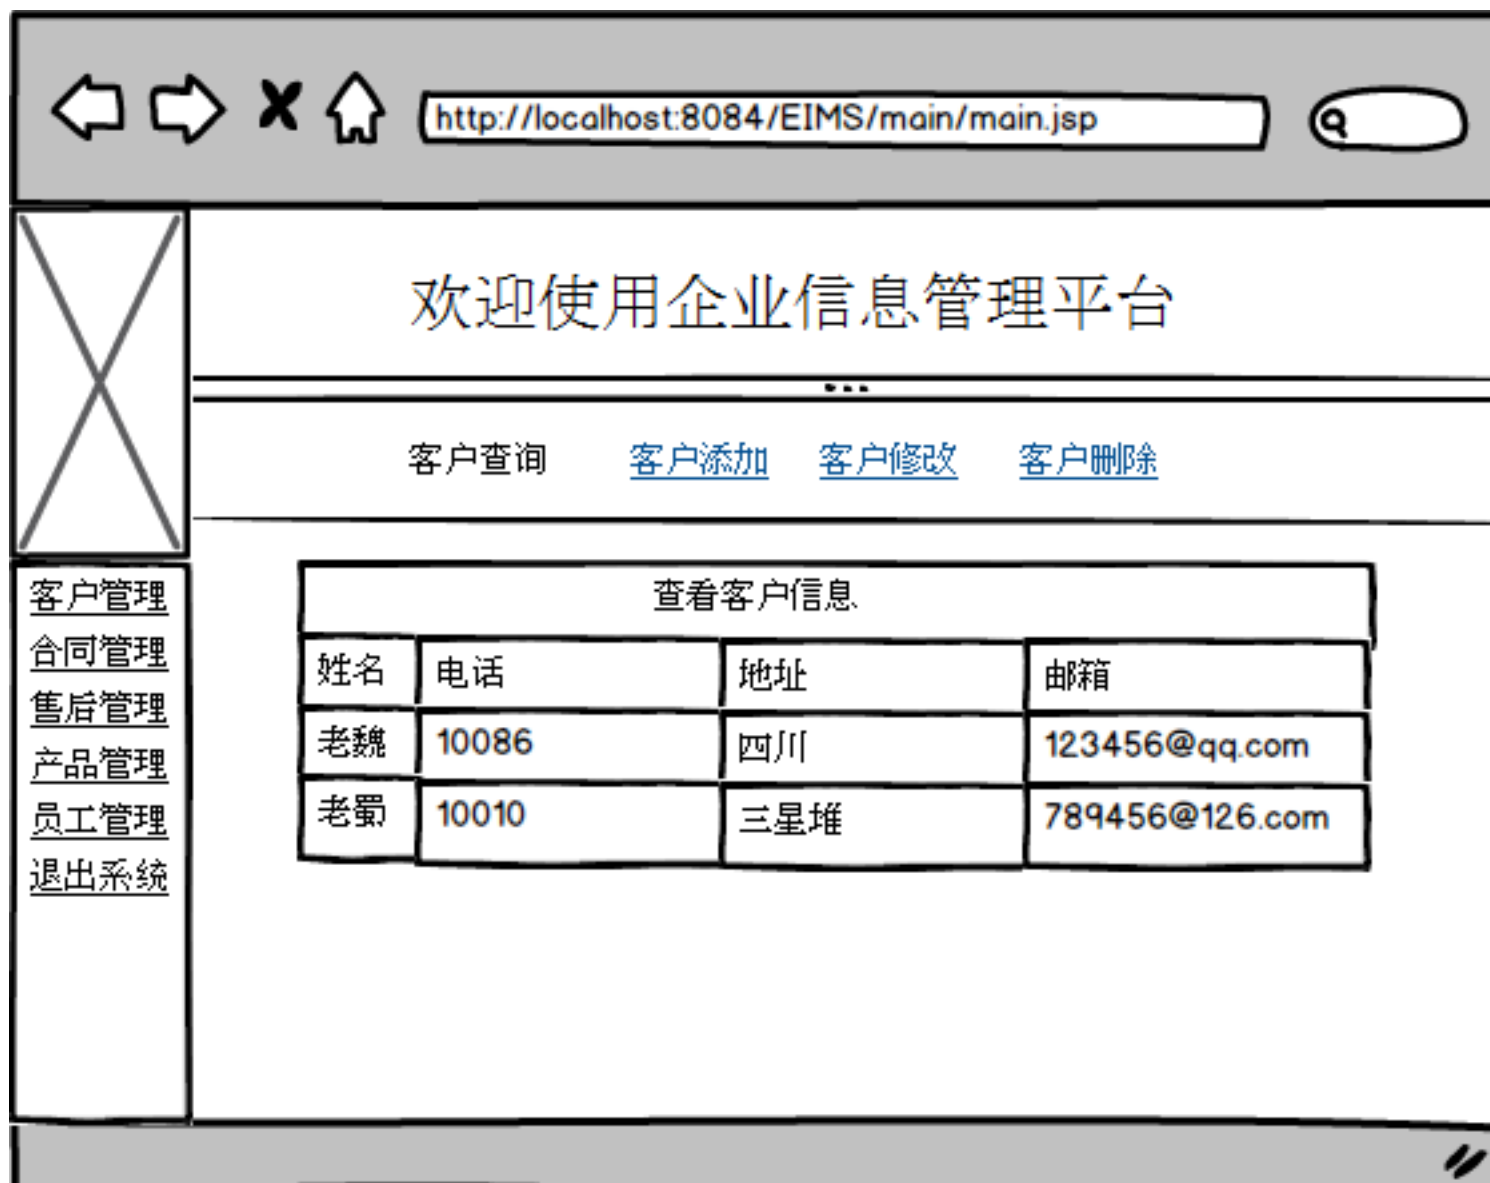 http://localhost:8084/EIMS/main/main.jsp
欢迎使用企业信息管理平台
客户查询 客户添加 客户修改 客户删除
客户管理
合同管理
售后管理
产品管理
员工管理
退出系统
查看客户信息
姓名 电话 地址 邮箱
老魏 10086 四川 123456@qq.com
老蜀 10010 三星堆 789456@126.com